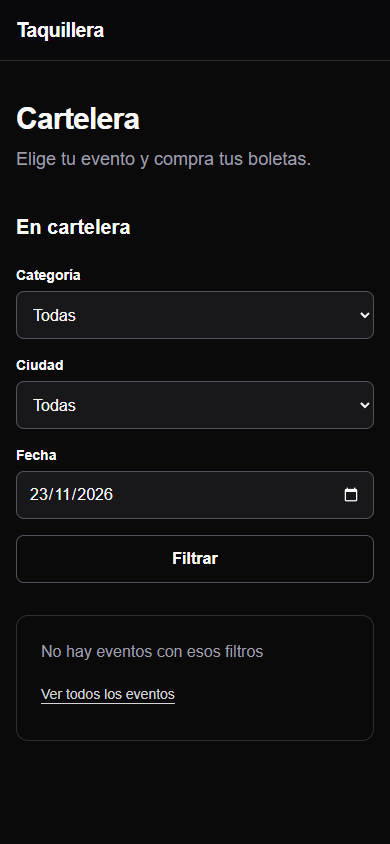 Taquillera
Cartelera
Elige tu evento y compra tus boletas.
En cartelera
Categoría
Todas
Ciudad
Todas
Fecha
23/11/2026
Filtrar
No hay eventos con esos filtros
Ver todos los eventos